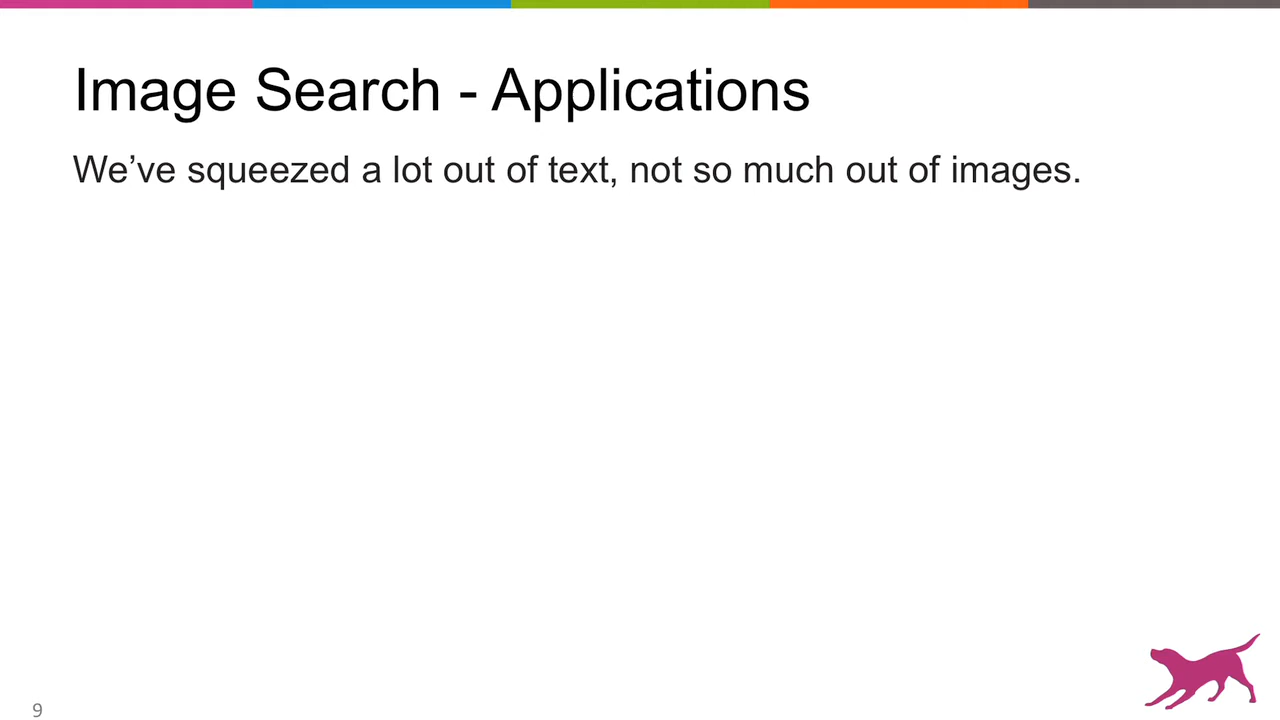 Image Search - Applications
We’ve squeezed a lot out of text, not so much out of images.
9